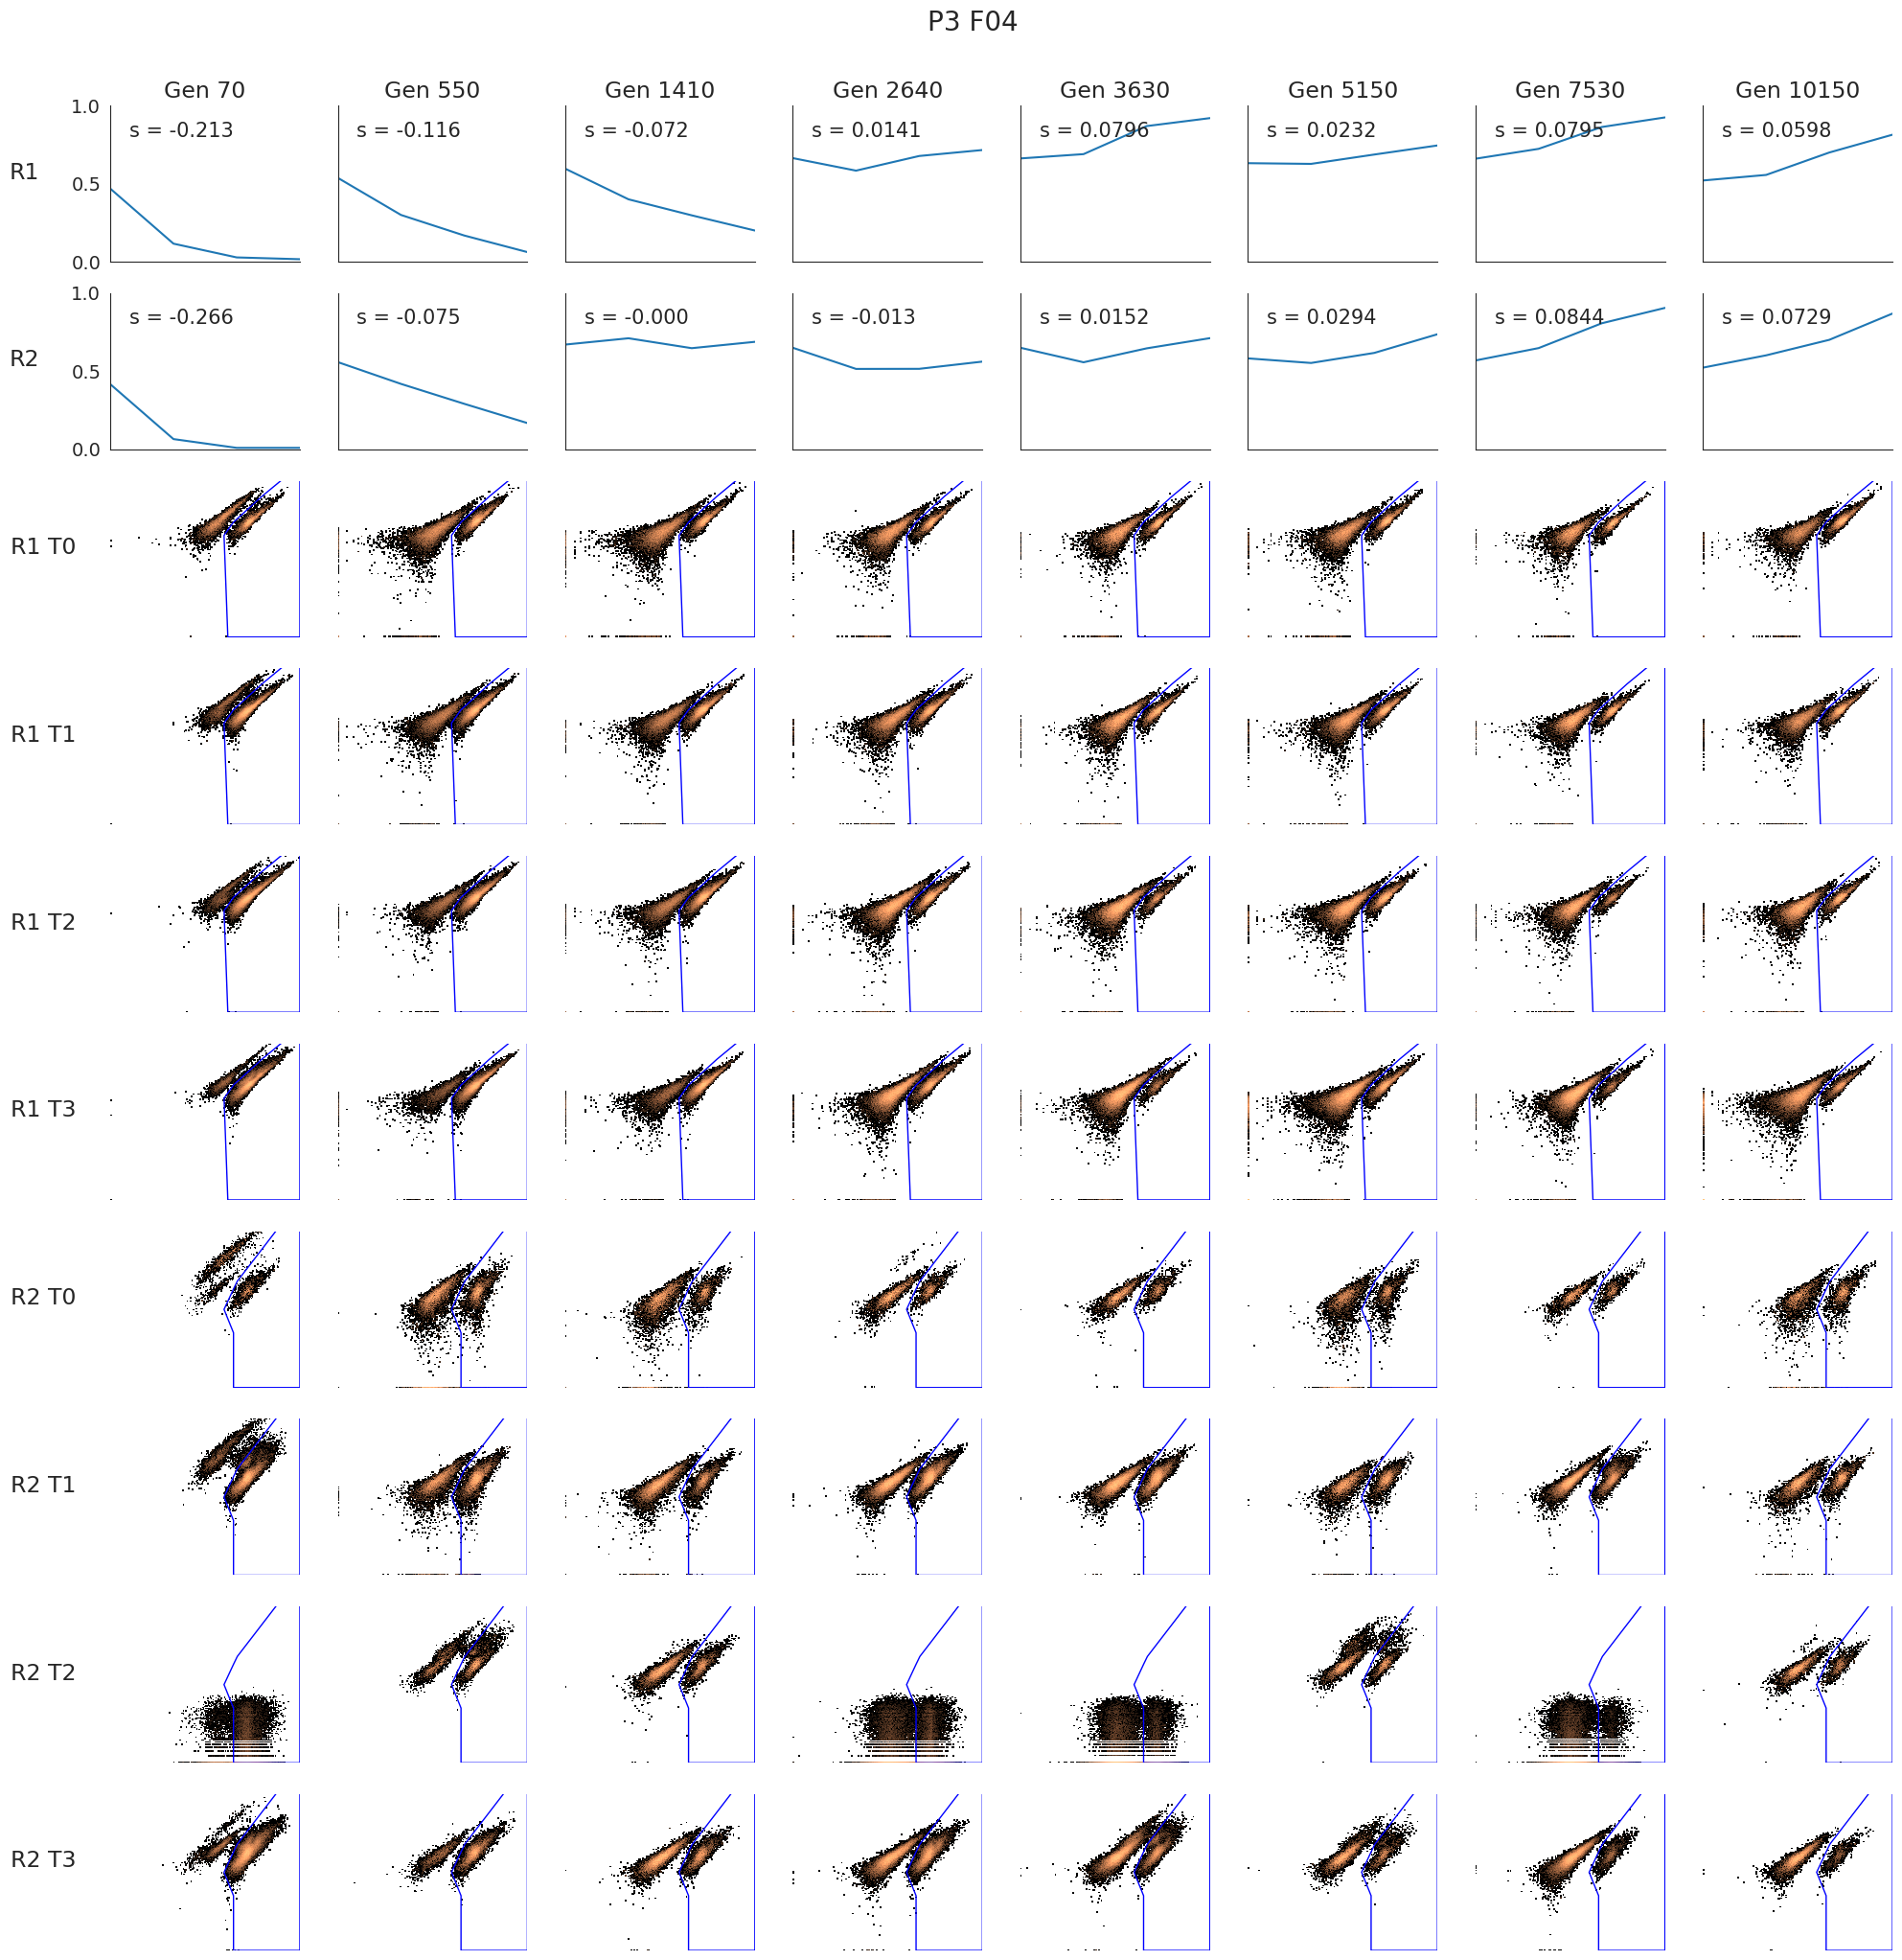 P3 F04
Gen 70 Gen 550 Gen 1410 Gen 2640 Gen 3630 Gen 5150 Gen 7530 Gen 10150
1.0
s = -0.213 s = -0.116 s = -0.072 s = 0.0141 s = 0.0796 s = 0.0232 s = 0.0795 s = 0.0598
R1
0.5
0.0
1.0
s = -0.266 s = -0.075 s = -0.000 s = -0.013 s = 0.0152 s = 0.0294 s = 0.0844 s = 0.0729
R2
0.5
0.0
R1 T0
R1 T1
R1 T2
R1 T3
R2 T0
R2 T1
R2 T2
R2 T3